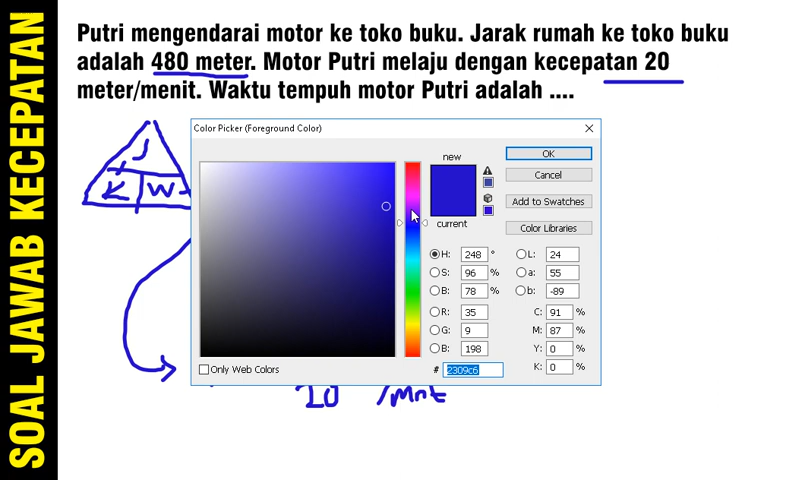 SOAL JAWAB KECEPATAN
Putri mengendarai motor ke toko buku. Jarak rumah ke toko buku
adalah 480 meter. Motor Putri melaju dengan kecepatan 20
meter/menit. Waktu tempuh motor Putri adalah ....
J
K W
Color Picker (Foreground Color)
new
current
OK
Cancel
Add to Swatches
Color Libraries
H: 248 ° L: 24
S: 96 % a: 55
B: 78 % b: -89
R: 35 C: 91 %
G: 9 M: 87 %
B: 198 Y: 0 %
# 2309c6 K: 0 %
Only Web Colors
20 /mnt